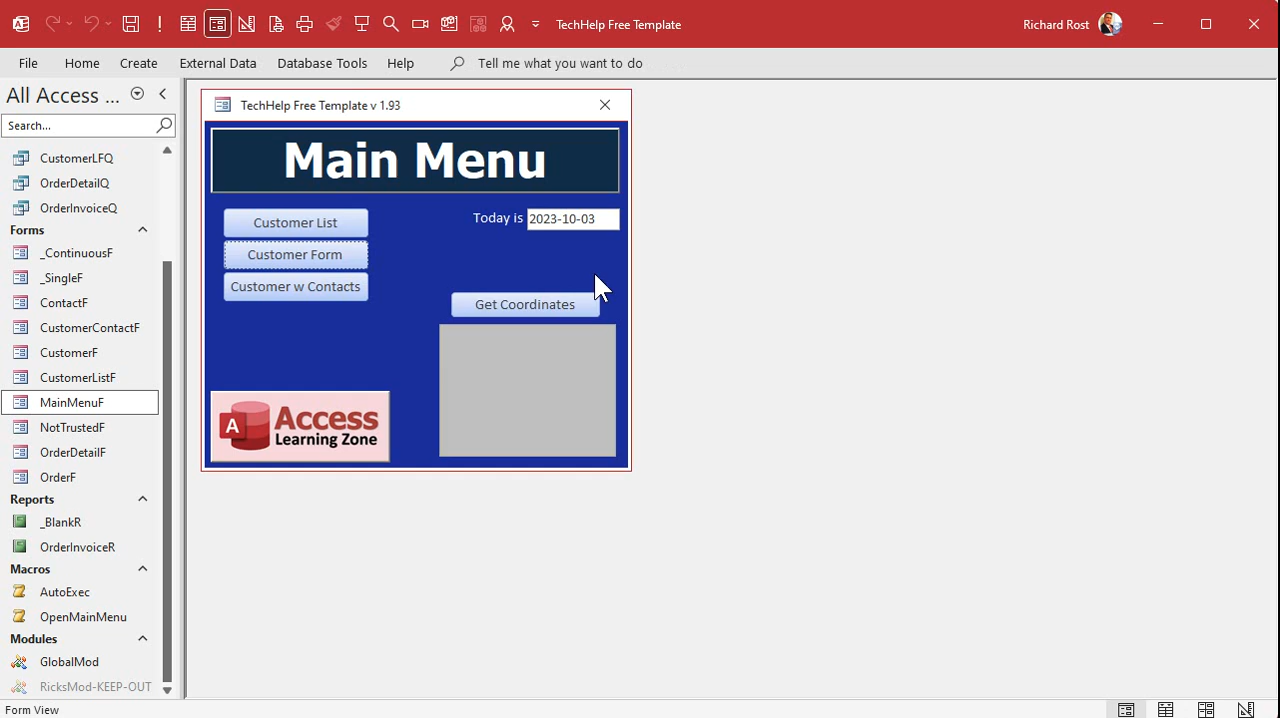 TechHelp Free Template
Richard Rost
File
Home
Create
External Data
Database Tools
Help
Tell me what you want to do
All Access ...
Search...
CustomerLFQ
OrderDetailQ
OrderInvoiceQ
Forms
_ContinuousF
_SingleF
ContactF
CustomerContactF
CustomerF
CustomerListF
MainMenuF
NotTrustedF
OrderDetailF
OrderF
Reports
_BlankR
OrderInvoiceR
Macros
AutoExec
OpenMainMenu
Modules
GlobalMod
RicksMod-KEEP-OUT
TechHelp Free Template v 1.93
Main Menu
Customer List
Customer Form
Customer w Contacts
Today is 2023-10-03
Get Coordinates
A Access
Learning Zone
Form View